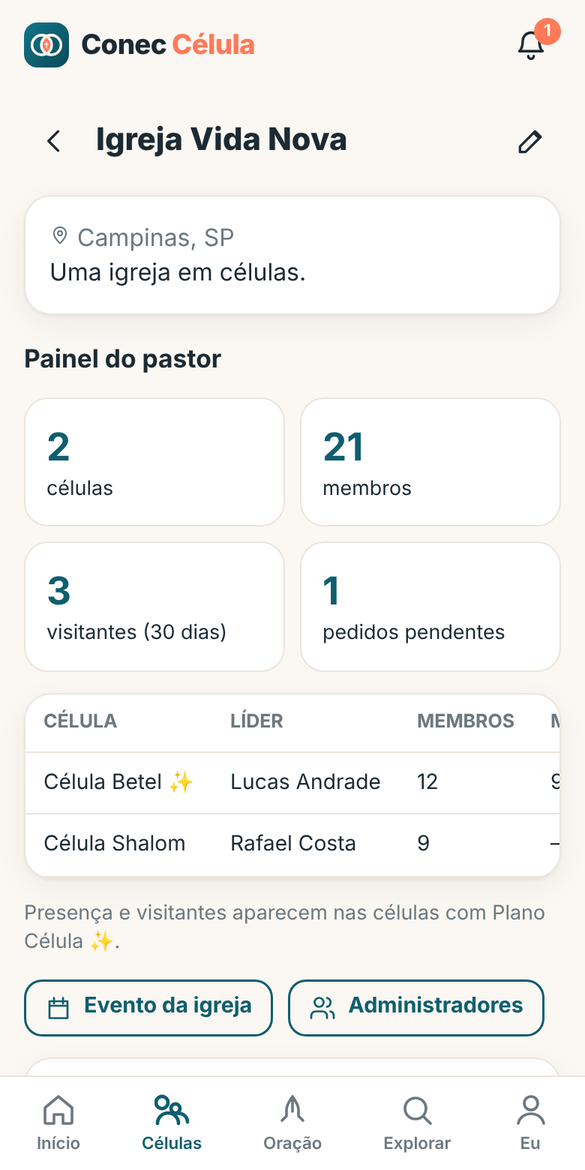 Conec Célula
1
Igreja Vida Nova
Campinas, SP
Uma igreja em células.
Painel do pastor
2
células
21
membros
3
visitantes (30 dias)
1
pedidos pendentes
CÉLULA LÍDER MEMBROS
Célula Betel ✨ Lucas Andrade 12
Célula Shalom Rafael Costa 9
Presença e visitantes aparecem nas células com Plano
Célula ✨.
Evento da igreja
Administradores
Início Células Oração Explorar Eu